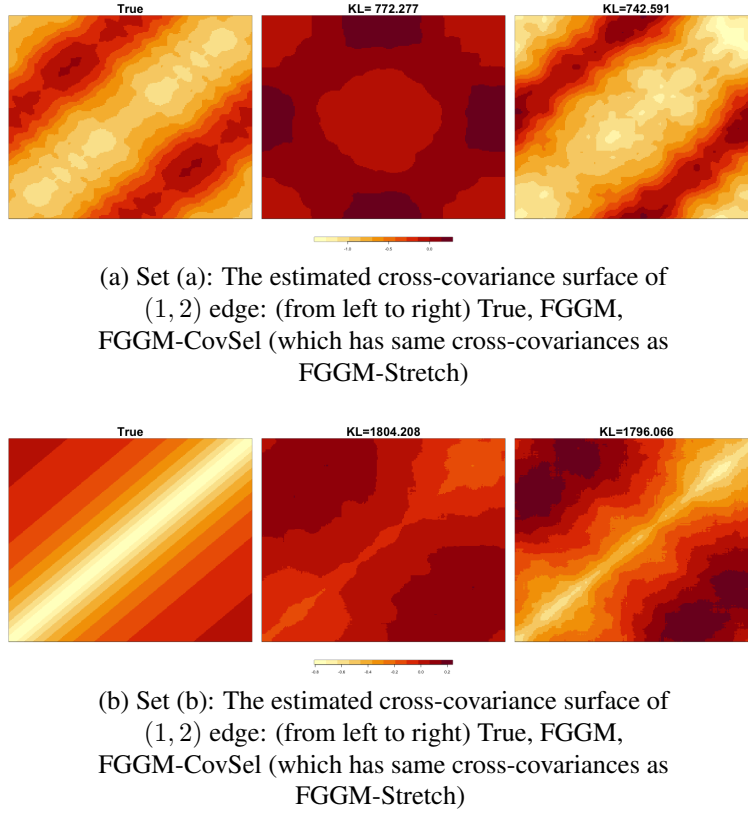 True
KL= 772.277
KL=742.591
-1.0 -0.5 0.0
(a) Set (a): The estimated cross-covariance surface of
(1, 2) edge: (from left to right) True, FGGM,
FGGM-CovSel (which has same cross-covariances as
FGGM-Stretch)
True
KL=1804.208
KL=1796.066
-0.8 -0.6 -0.4 -0.2 0.0 0.2
(b) Set (b): The estimated cross-covariance surface of
(1, 2) edge: (from left to right) True, FGGM,
FGGM-CovSel (which has same cross-covariances as
FGGM-Stretch)